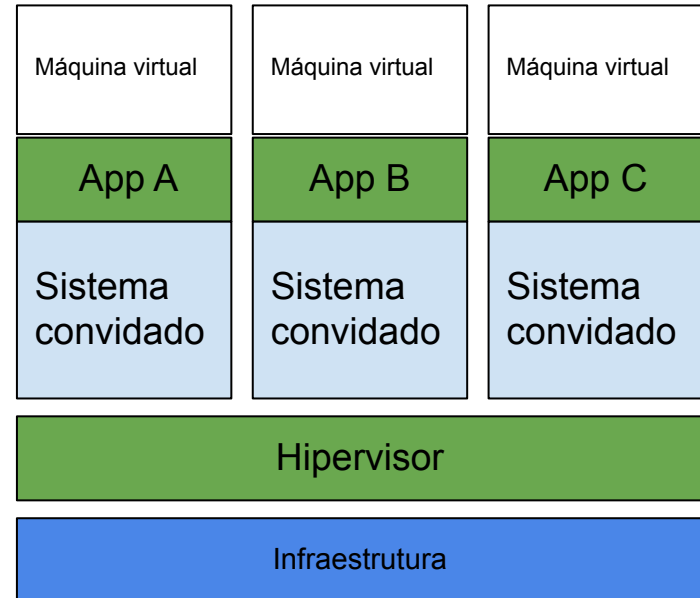 Máquina virtual
Máquina virtual
Máquina virtual
App A
App B
App C
Sistema
convidado
Sistema
convidado
Sistema
convidado
Hipervisor
Infraestrutura